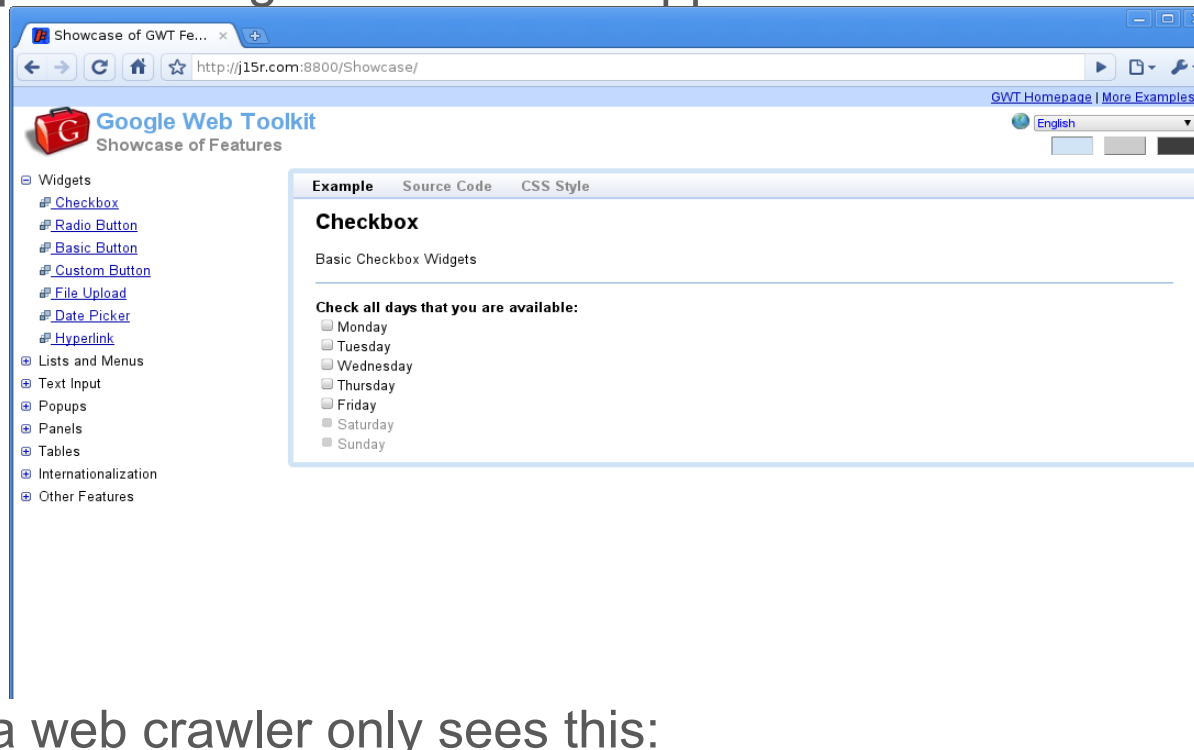 Showcase of GWT Fe...
http://j15r.com:8800/Showcase/
GWT Homepage | More Examples
Google Web Toolkit
Showcase of Features
English
Widgets
Checkbox
Radio Button
Basic Button
Custom Button
File Upload
Date Picker
Hyperlink
Lists and Menus
Text Input
Popups
Panels
Tables
Internationalization
Other Features
Example Source Code CSS Style
Checkbox
Basic Checkbox Widgets
Check all days that you are available:
Monday
Tuesday
Wednesday
Thursday
Friday
Saturday
Sunday
a web crawler only sees this: